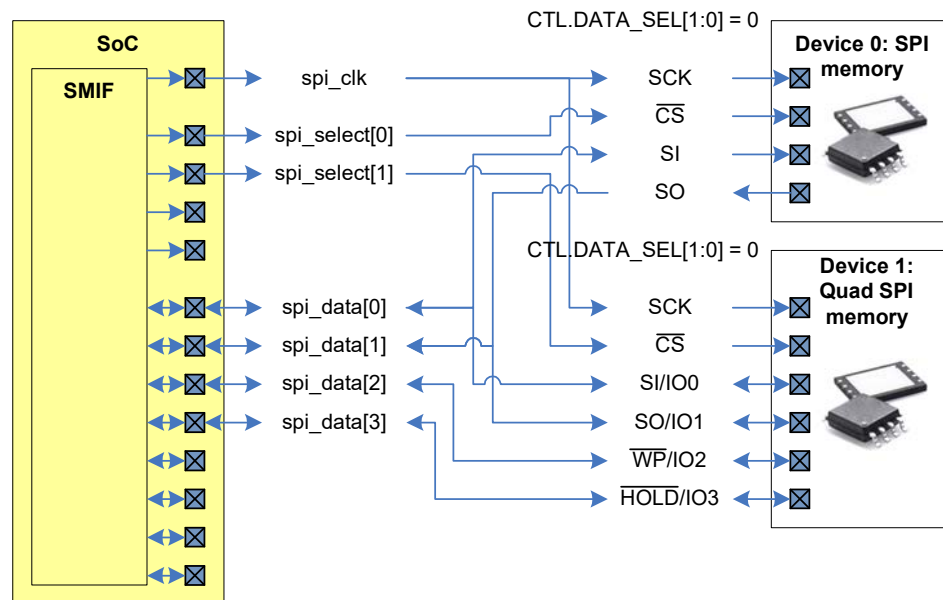 CTL.DATA_SEL[1:0] = 0
SoC
SMIF
Device 0: SPI
memory
spi_clk
SCK
spi_select[0]
CS
spi_select[1]
SI
SO
CTL.DATA_SEL[1:0] = 0
Device 1:
Quad SPI
memory
spi_data[0]
SCK
spi_data[1]
CS
spi_data[2]
SI/IO0
spi_data[3]
SO/IO1
WP/IO2
HOLD/IO3